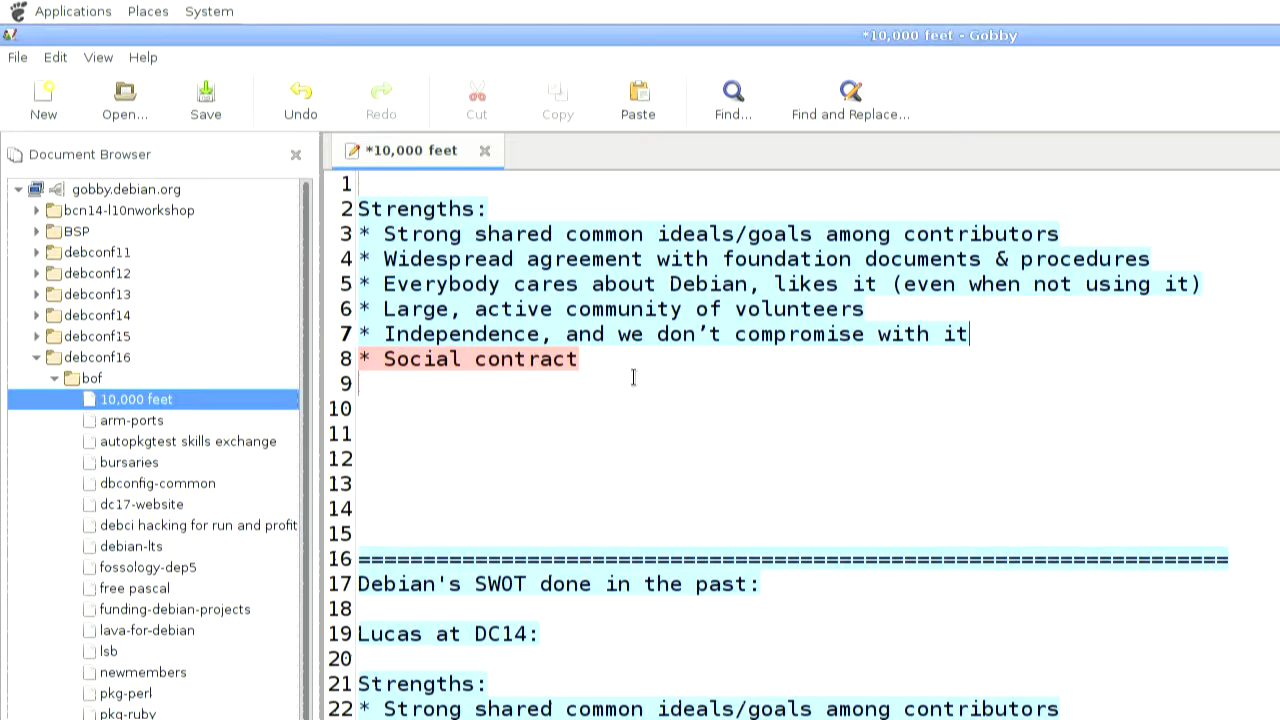 Applications Places System
*10,000 feet - Gobby
File Edit View Help
New Open... Save Undo Redo Cut Copy Paste Find... Find and Replace...
Document Browser
*10,000 feet
gobby.debian.org
bcn14-l10nworkshop
BSP
debconf11
debconf12
debconf13
debconf14
debconf15
debconf16
bof
10,000 feet
arm-ports
autopkgtest skills exchange
bursaries
dbconfig-common
dc17-website
debci hacking for run and profit
debian-lts
fossology-dep5
free pascal
funding-debian-projects
lava-for-debian
lsb
newmembers
pkg-perl
pkg-ruby
1
2 Strengths:
3 * Strong shared common ideals/goals among contributors
4 * Widespread agreement with foundation documents & procedures
5 * Everybody cares about Debian, likes it (even when not using it)
6 * Large, active community of volunteers
7 * Independence, and we don’t compromise with it
8 * Social contract
9
10
11
12
13
14
15
16 ===================================================================
17 Debian's SWOT done in the past:
18
19 Lucas at DC14:
20
21 Strengths:
22 * Strong shared common ideals/goals among contributors